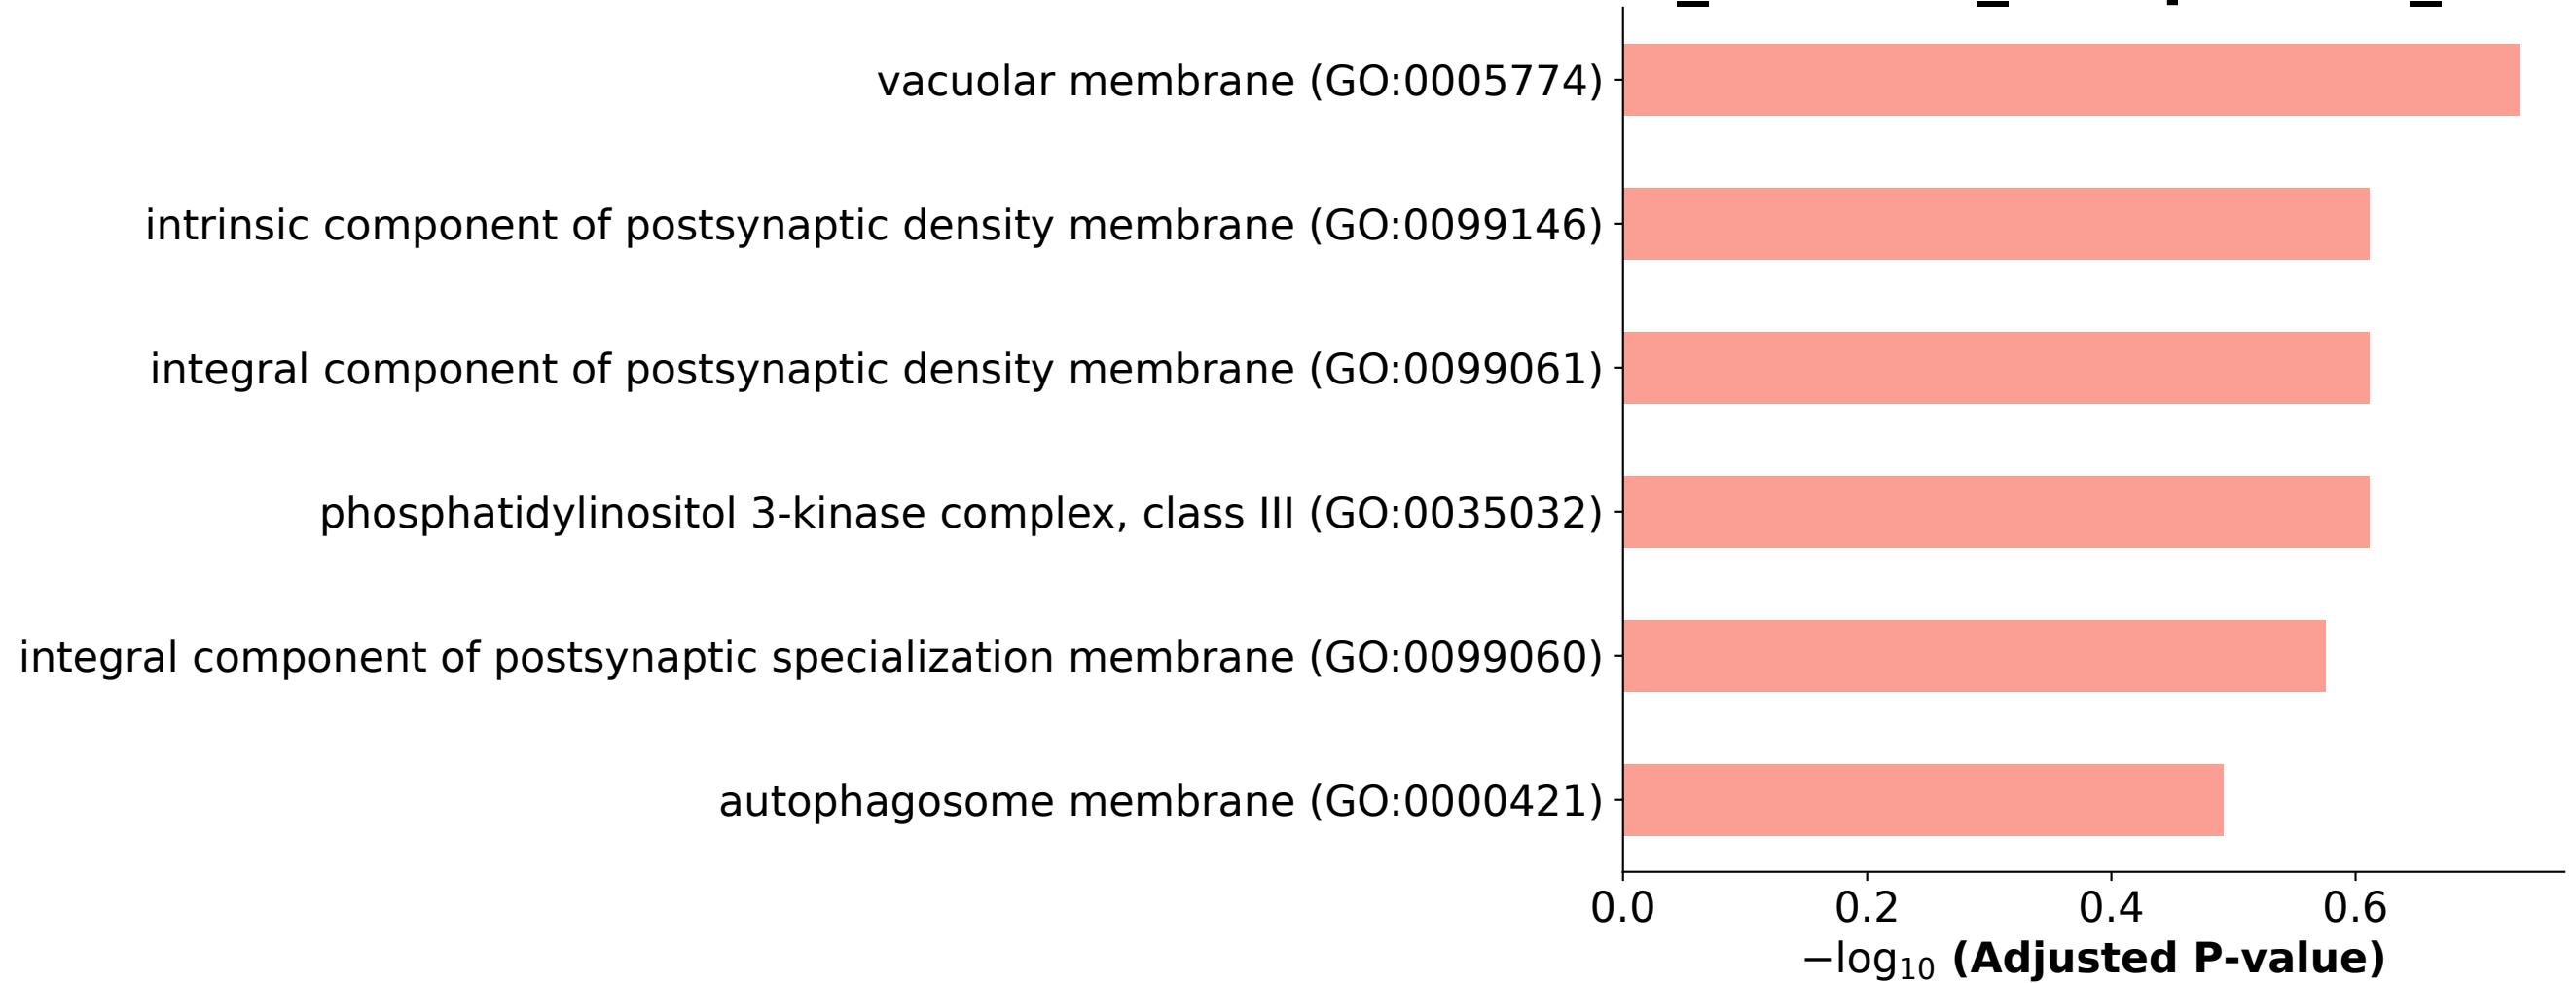 vacuolar membrane (GO:0005774)
intrinsic component of postsynaptic density membrane (GO:0099146)
integral component of postsynaptic density membrane (GO:0099061)
phosphatidylinositol 3-kinase complex, class III (GO:0035032)
integral component of postsynaptic specialization membrane (GO:0099060)
autophagosome membrane (GO:0000421)
0.0 0.2 0.4 0.6
−log₁₀ (Adjusted P-value)